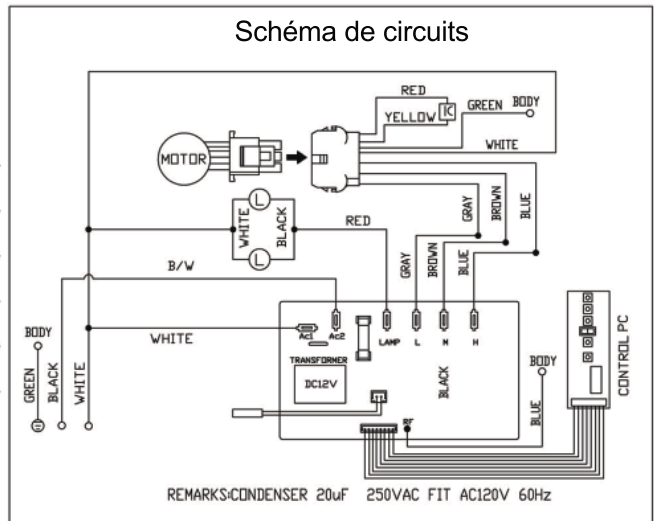 Schéma de circuits
RED
YELLOW
IC
GREEN
BODY
WHITE
MOTOR
L
WHITE
BLACK
L
RED
GRAY
BROWN
BLUE
GRAY
BROWN
BLUE
B/W
WHITE
Ac1
Ac2
LAMP
L
M
H
TRANSFORMER
DC12V
BLACK
RF
BODY
BLUE
CONTROL PC
BODY
GREEN
BLACK
WHITE
REMARKS:CONDENSER 20uF 250VAC FIT AC120V 60Hz